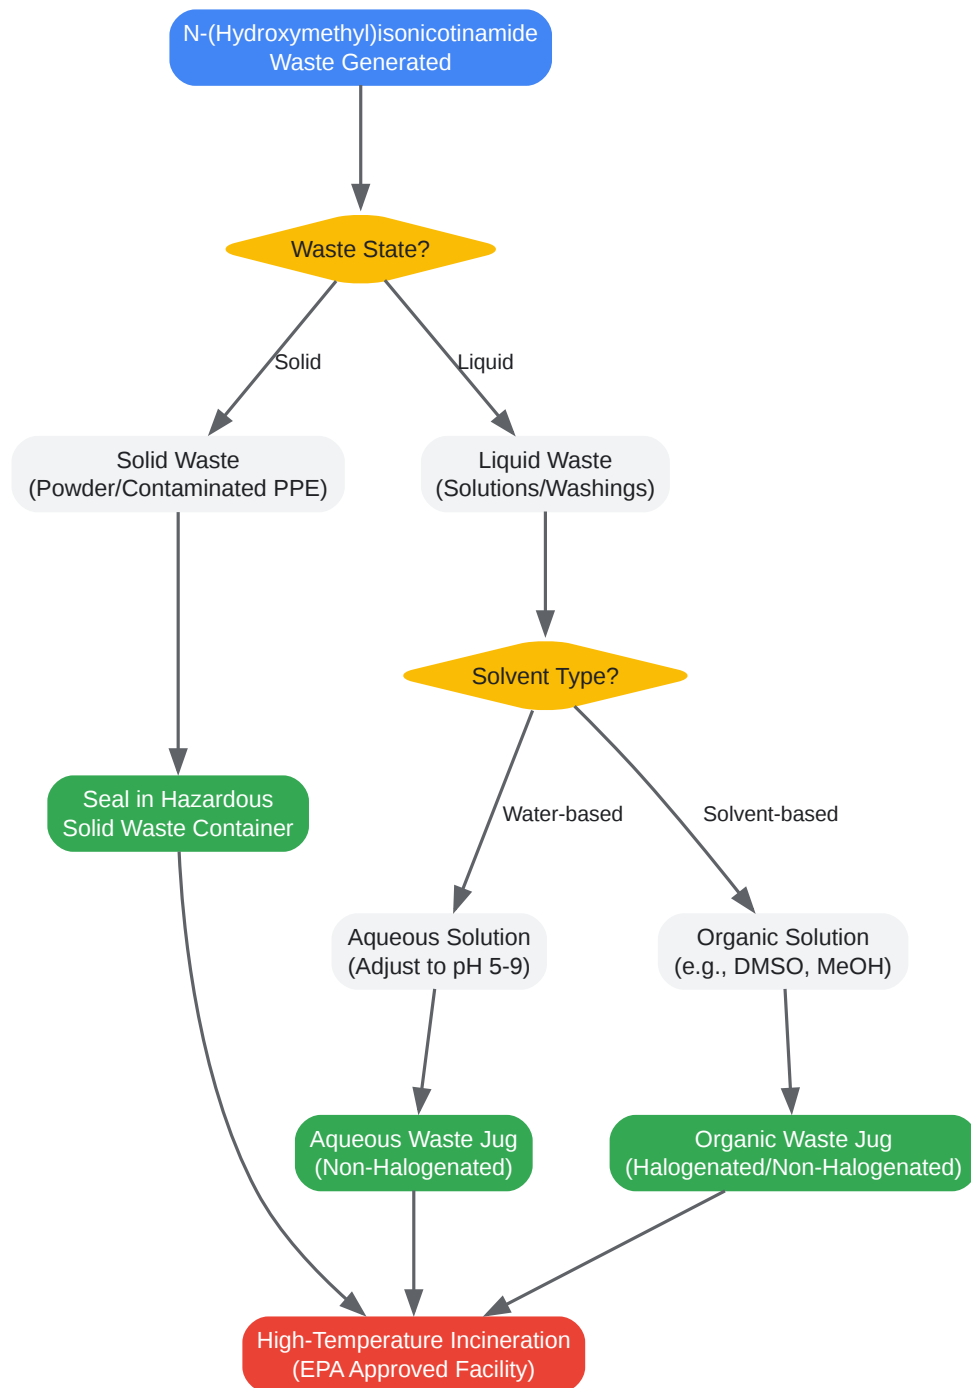 N-(Hydroxymethyl)isonicotinamide
Waste Generated
Waste State?
Solid
Liquid
Solid Waste
(Powder/Contaminated PPE)
Liquid Waste
(Solutions/Washings)
Solvent Type?
Seal in Hazardous
Solid Waste Container
Water-based
Solvent-based
Aqueous Solution
(Adjust to pH 5-9)
Organic Solution
(e.g., DMSO, MeOH)
Aqueous Waste Jug
(Non-Halogenated)
Organic Waste Jug
(Halogenated/Non-Halogenated)
High-Temperature Incineration
(EPA Approved Facility)